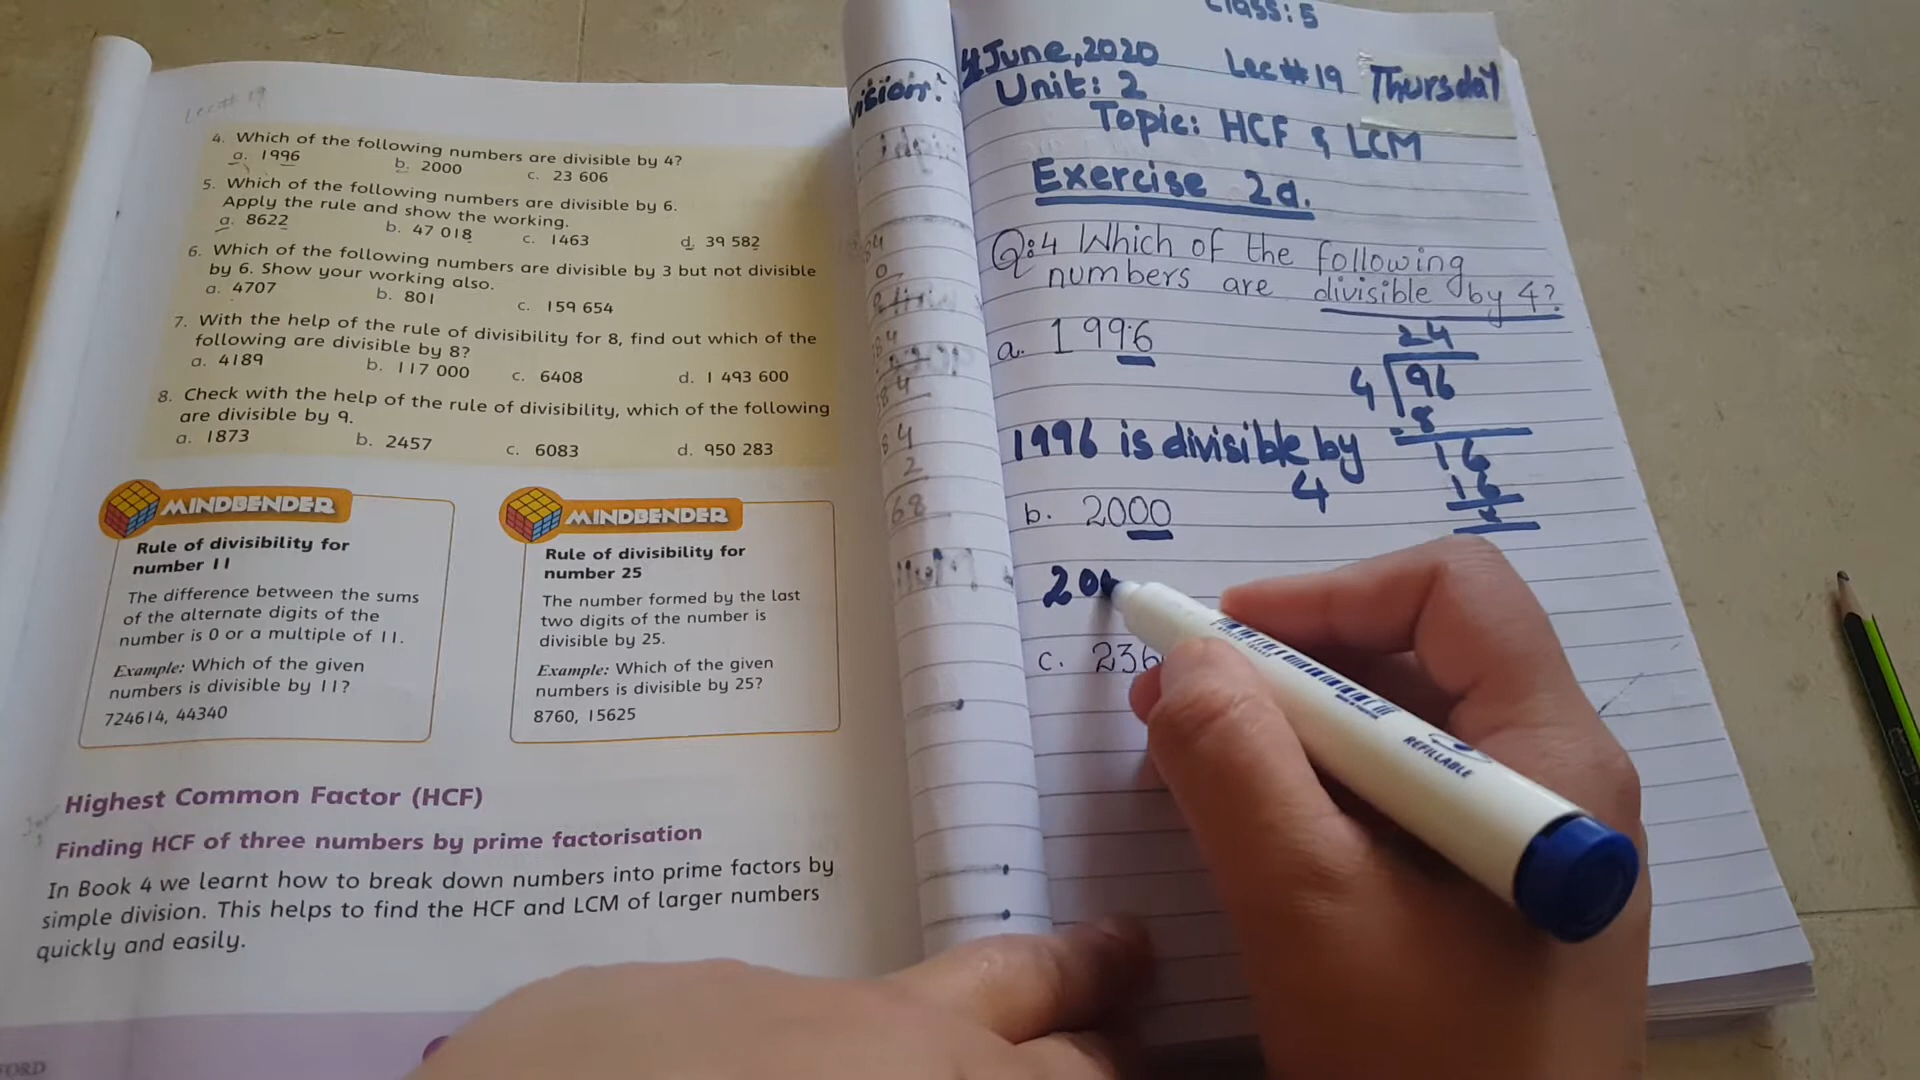 Lec# 19
4. Which of the following numbers are divisible by 4?
a. 1996 b. 2000 c. 23 606
5. Which of the following numbers are divisible by 6.
Apply the rule and show the working.
a. 8622 b. 47 018 c. 1463 d. 39 582
6. Which of the following numbers are divisible by 3 but not divisible
by 6. Show your working also.
a. 4707 b. 801 c. 159 654
7. With the help of the rule of divisibility for 8, find out which of the
following are divisible by 8?
a. 4189 b. 117 000 c. 6408 d. 1 493 600
8. Check with the help of the rule of divisibility, which of the following
are divisible by 9.
a. 1873 b. 2457 c. 6083 d. 950 283
MINDBENDER
Rule of divisibility for
number 11
The difference between the sums
of the alternate digits of the
number is 0 or a multiple of 11.
Example: Which of the given
numbers is divisible by 11?
724614, 44340
MINDBENDER
Rule of divisibility for
number 25
The number formed by the last
two digits of the number is
divisible by 25.
Example: Which of the given
numbers is divisible by 25?
8760, 15625
Highest Common Factor (HCF)
Finding HCF of three numbers by prime factorisation
In Book 4 we learnt how to break down numbers into prime factors by
simple division. This helps to find the HCF and LCM of larger numbers
quickly and easily.
Class: 5
4 June, 2020 Lec# 19 Thursday
Unit: 2
Topic: HCF & LCM
Exercise 2d.
Q:4 Which of the following
numbers are divisible by 4?
a. 1996
24
4 96
- 8
16
16
x
1996 is divisible by
4
b. 2000
200
c. 236
REFILLABLE